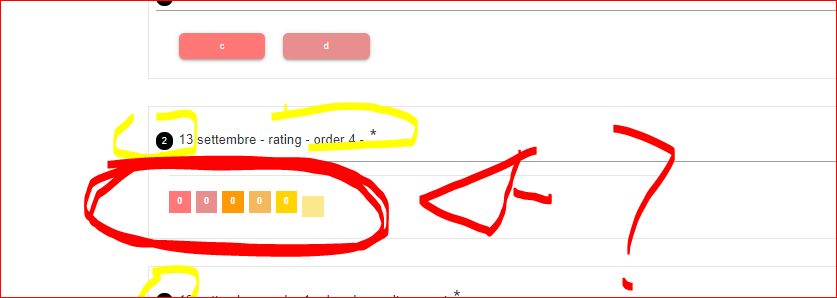 c d
2 13 settembre - rating - order 4 - *
0 0 0 0 0
*